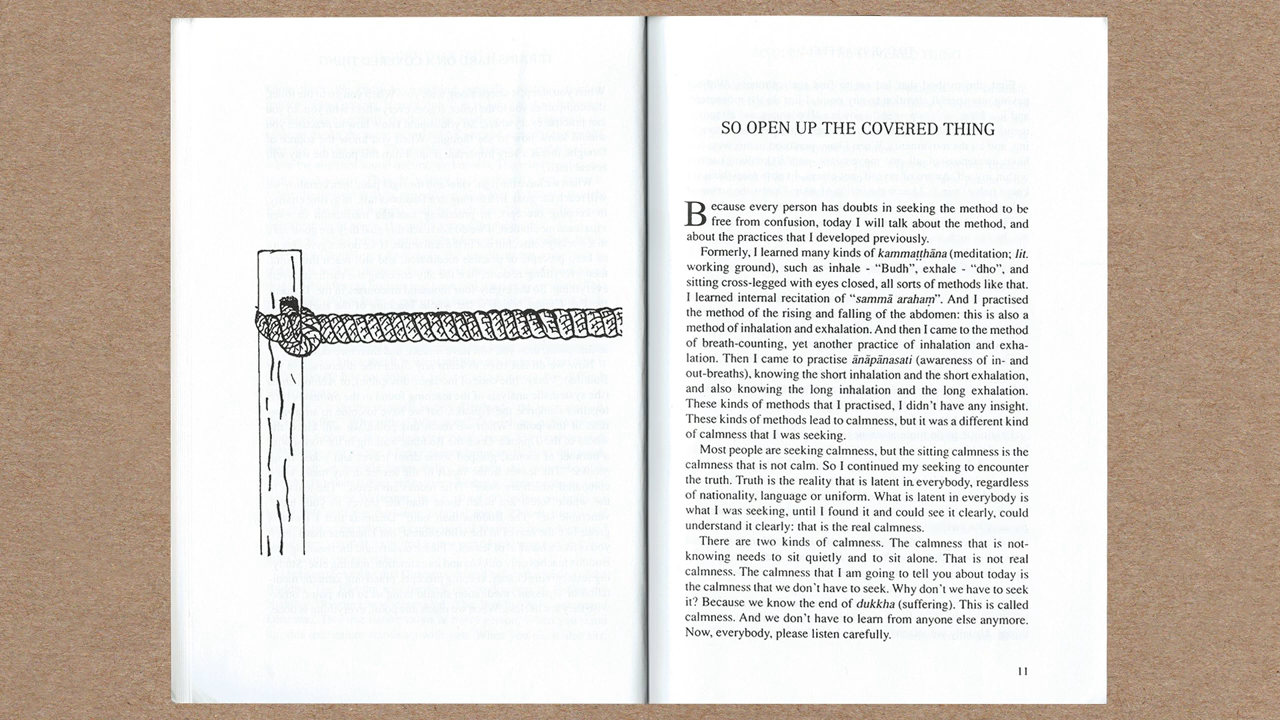 SO OPEN UP THE COVERED THING
Because every person has doubts in seeking the method to be
free from confusion, today I will talk about the method, and
about the practices that I developed previously.
Formerly, I learned many kinds of kammaṭṭhāna (meditation; lit.
working ground), such as inhale - “Budh”, exhale - “dho”, and
sitting cross-legged with eyes closed, all sorts of methods like that.
I learned internal recitation of “sammā arahaṃ”. And I practised
the method of the rising and falling of the abdomen: this is also a
method of inhalation and exhalation. And then I came to the method
of breath-counting, yet another practice of inhalation and exha-
lation. Then I came to practise ānāpānasati (awareness of in- and
out-breaths), knowing the short inhalation and the short exhalation,
and also knowing the long inhalation and the long exhalation.
These kinds of methods that I practised, I didn’t have any insight.
These kinds of methods lead to calmness, but it was a different kind
of calmness that I was seeking.
Most people are seeking calmness, but the sitting calmness is the
calmness that is not calm. So I continued my seeking to encounter
the truth. Truth is the reality that is latent in everybody, regardless
of nationality, language or uniform. What is latent in everybody is
what I was seeking, until I found it and could see it clearly, could
understand it clearly: that is the real calmness.
There are two kinds of calmness. The calmness that is not-
knowing needs to sit quietly and to sit alone. That is not real
calmness. The calmness that I am going to tell you about today is
the calmness that we don’t have to seek. Why don’t we have to seek
it? Because we know the end of dukkha (suffering). This is called
calmness. And we don’t have to learn from anyone else anymore.
Now, everybody, please listen carefully.
11